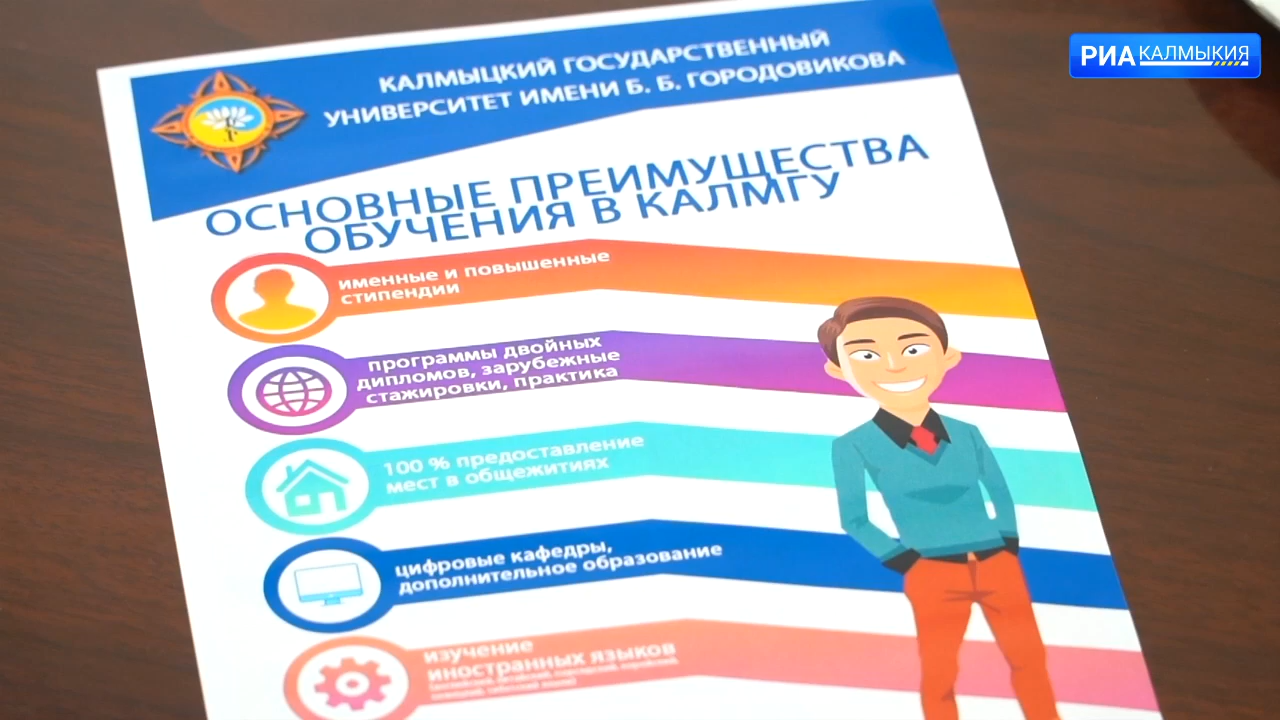 РИА КАЛМЫКИЯ
КАЛМЫЦКИЙ ГОСУДАРСТВЕННЫЙ
УНИВЕРСИТЕТ ИМЕНИ Б. Б. ГОРОДОВИКОВА
ОСНОВНЫЕ ПРЕИМУЩЕСТВА
ОБУЧЕНИЯ В КАЛМГУ
именные и повышенные
стипендии
программы двойных
дипломов, зарубежные
стажировки, практика
100 % предоставление
мест в общежитиях
цифровые кафедры,
дополнительное образование
изучение
иностранных языков